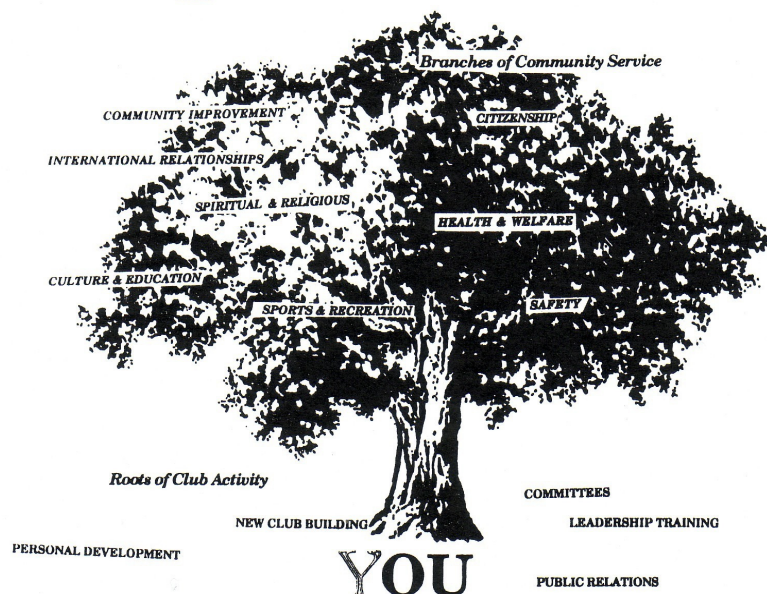 Branches of Community Service
COMMUNITY IMPROVEMENT
CITIZENSHIP
INTERNATIONAL RELATIONSHIPS
SPIRITUAL & RELIGIOUS
HEALTH & WELFARE
CULTURE & EDUCATION
SPORTS & RECREATION
SAFETY
Roots of Club Activity
COMMITTEES
NEW CLUB BUILDING
LEADERSHIP TRAINING
PERSONAL DEVELOPMENT
YOU
PUBLIC RELATIONS